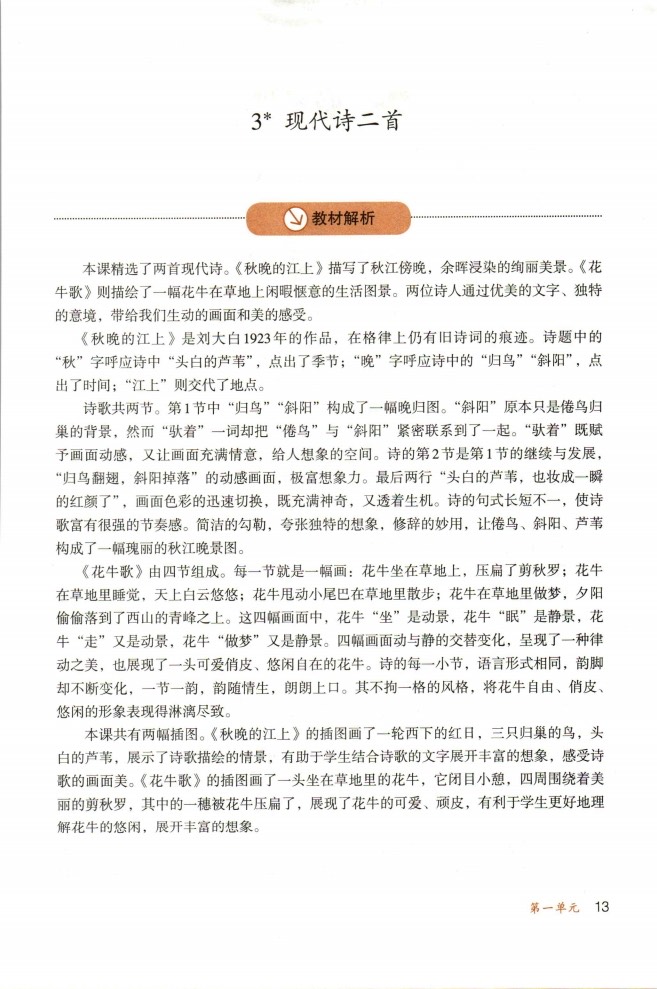 3* 现代诗二首
教材解析
本课精选了两首现代诗。《秋晚的江上》描写了秋江傍晚，余晖浸染的绚丽美景。《花
牛歌》则描绘了一幅花牛在草地上闲暇惬意的生活图景。两位诗人通过优美的文字、独特
的意境，带给我们生动的画面和美的感受。
《秋晚的江上》是刘大白1923年的作品，在格律上仍有旧诗词的痕迹。诗题中的
“秋”字呼应诗中“头白的芦苇”，点出了季节；“晚”字呼应诗中的“归鸟”“斜阳”，点
出了时间；“江上”则交代了地点。
诗歌共两节。第1节中“归鸟”“斜阳”构成了一幅晚归图。“斜阳”原本只是倦鸟归
巢的背景，然而“驮着”一词却把“倦鸟”与“斜阳”紧密联系到了一起。“驮着”既赋
予画面动感，又让画面充满情意，给人想象的空间。诗的第2节是第1节的继续与发展，
“归鸟翻翅，斜阳掉落”的动感画面，极富想象力。最后两行“头白的芦苇，也妆成一瞬
的红颜了”，画面色彩的迅速切换，既充满神奇，又透着生机。诗的句式长短不一，使诗
歌富有很强的节奏感。简洁的勾勒，夸张独特的想象，修辞的妙用，让倦鸟、斜阳、芦苇
构成了一幅瑰丽的秋江晚景图。
《花牛歌》由四节组成。每一节就是一幅画：花牛坐在草地上，压扁了剪秋罗；花牛
在草地里睡觉，天上白云悠悠；花牛甩动小尾巴在草地里散步；花牛在草地里做梦，夕阳
偷偷落到了西山的青峰之上。这四幅画面中，花牛“坐”是动景，花牛“眠”是静景，花
牛“走”又是动景，花牛“做梦”又是静景。四幅画面动与静的交替变化，呈现了一种律
动之美，也展现了一头可爱俏皮、悠闲自在的花牛。诗的每一小节，语言形式相同，韵脚
却不断变化，一节一韵，韵随情生，朗朗上口。其不拘一格的风格，将花牛自由、俏皮、
悠闲的形象表现得淋漓尽致。
本课共有两幅插图。《秋晚的江上》的插图画了一轮西下的红日，三只归巢的鸟，头
白的芦苇，展示了诗歌描绘的情景，有助于学生结合诗歌的文字展开丰富的想象，感受诗
歌的画面美。《花牛歌》的插图画了一头坐在草地里的花牛，它闭目小憩，四周围绕着美
丽的剪秋罗，其中的一穗被花牛压扁了，展现了花牛的可爱、顽皮，有利于学生更好地理
解花牛的悠闲，展开丰富的想象。
第一单元 13